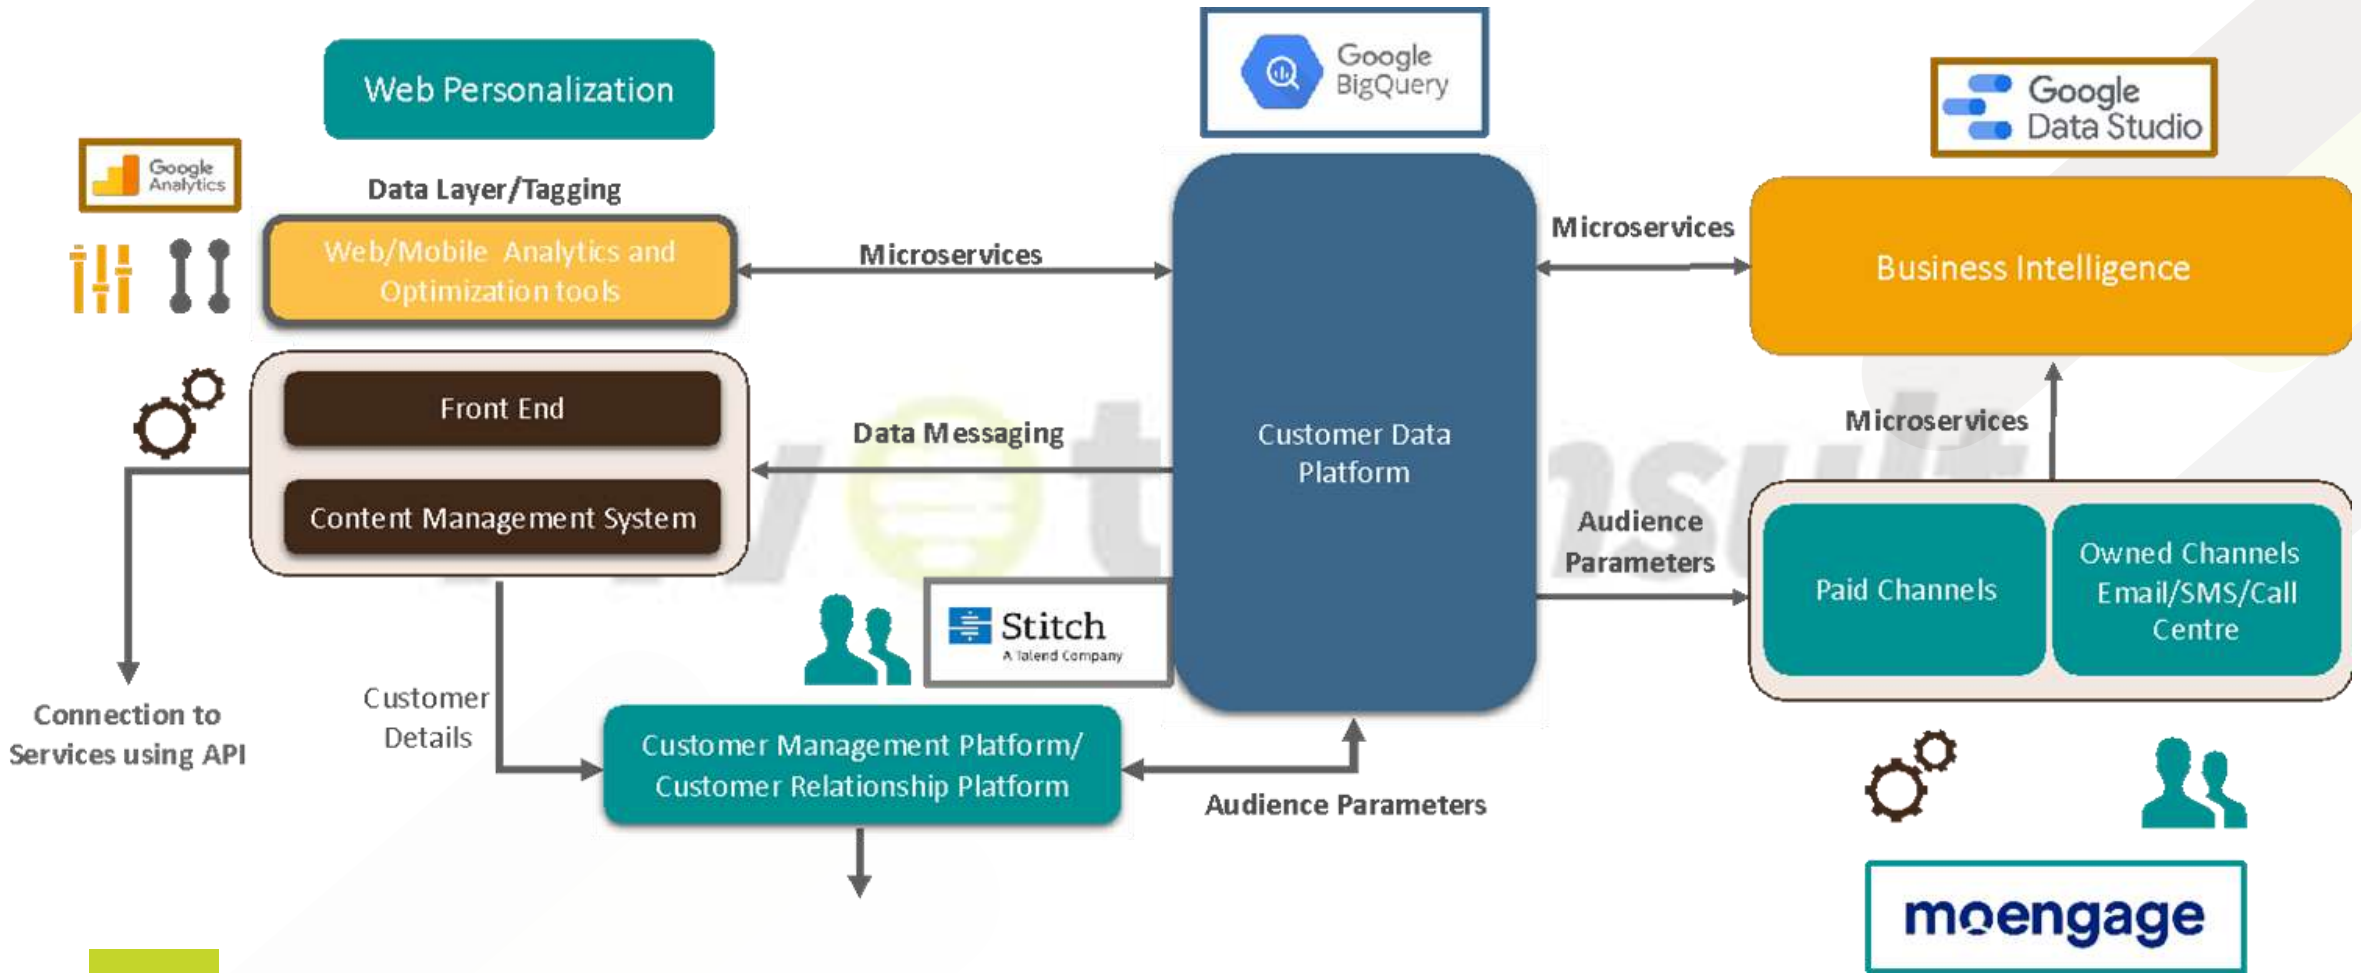 Web Personalization
Google
BigQuery
Google
Data Studio
Google
Analytics
Data Layer/Tagging
Web/Mobile Analytics and
Optimization tools
Microservices
Microservices
Business Intelligence
Front End
Content Management System
Data Messaging
Customer Data
Platform
Microservices
Audience
Parameters
Paid Channels
Owned Channels
Email/SMS/Call
Centre
Stitch
A Talend Company
Connection to
Services using API
Customer
Details
Customer Management Platform/
Customer Relationship Platform
Audience Parameters
moengage